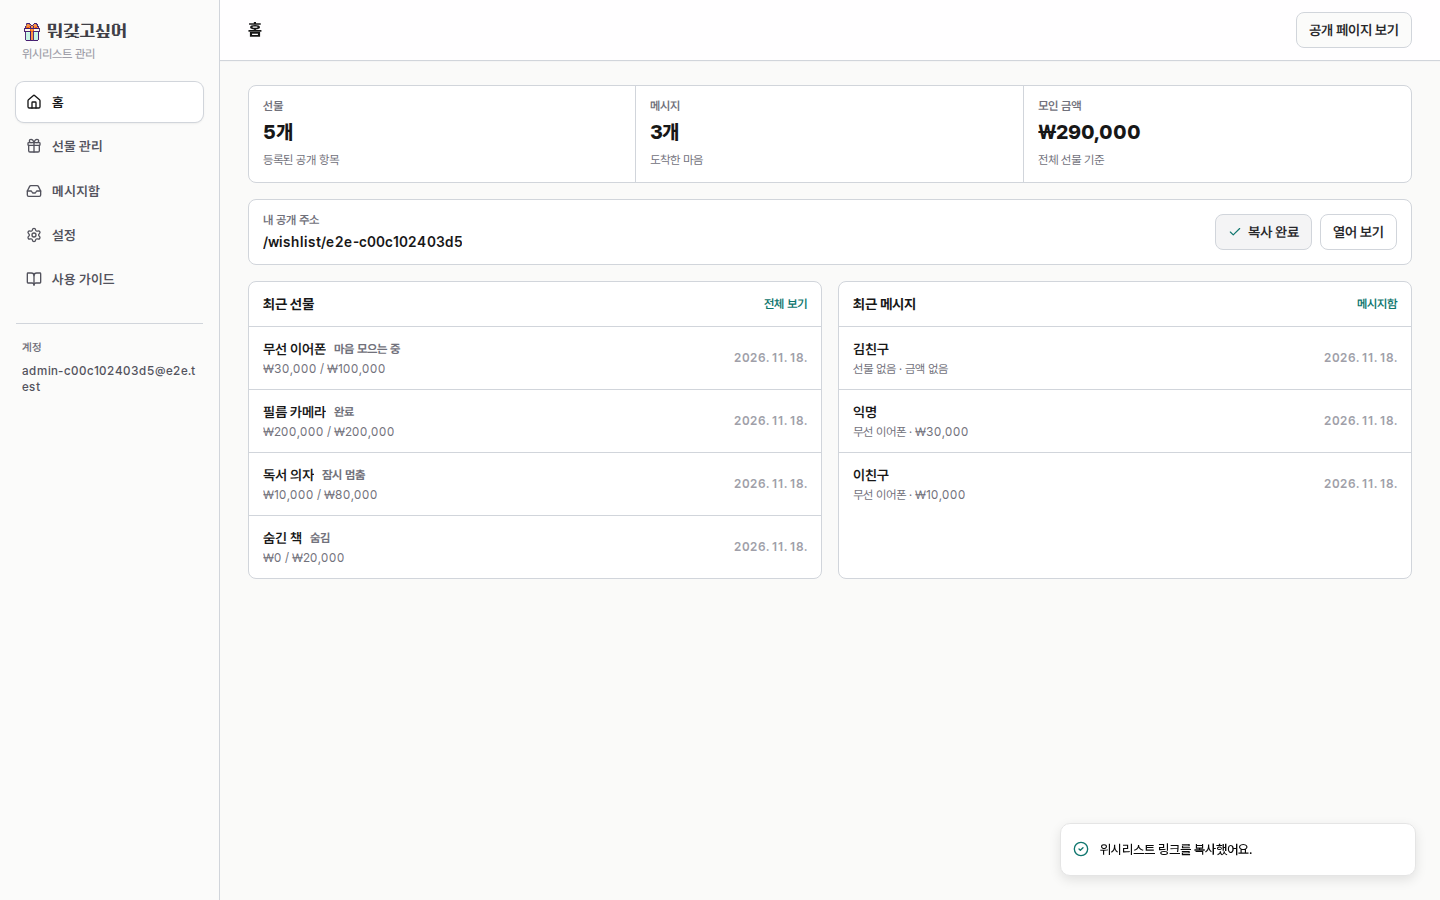 뭐갖고싶어
위시리스트 관리
홈
선물 관리
메시지함
설정
사용 가이드
계정
admin-c00c102403d5@e2e.t
est
홈
공개 페이지 보기
선물
5개
등록된 공개 항목
메시지
3개
도착한 마음
모인 금액
₩290,000
전체 선물 기준
내 공개 주소
/wishlist/e2e-c00c102403d5
복사 완료
열어 보기
최근 선물
전체 보기
무선 이어폰 마음 모으는 중
₩30,000 / ₩100,000
2026. 11. 18.
필름 카메라 완료
₩200,000 / ₩200,000
2026. 11. 18.
독서 의자 잠시 멈춤
₩10,000 / ₩80,000
2026. 11. 18.
숨긴 책 숨김
₩0 / ₩20,000
2026. 11. 18.
최근 메시지
메시지함
김친구
선물 없음 · 금액 없음
2026. 11. 18.
익명
무선 이어폰 · ₩30,000
2026. 11. 18.
이친구
무선 이어폰 · ₩10,000
2026. 11. 18.
위시리스트 링크를 복사했어요.